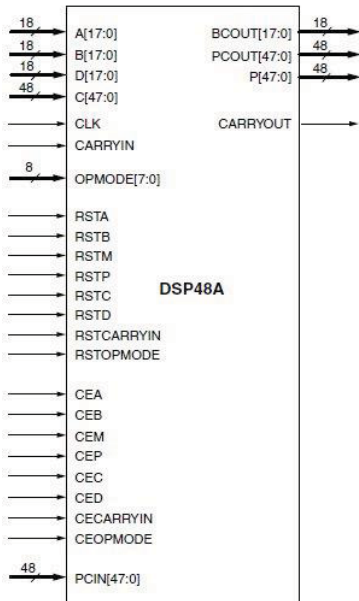 18 A[17:0] BCOUT[17:0] 18
18 B[17:0] PCOUT[47:0] 48
18 D[17:0] P[47:0] 48
48 C[47:0]
CLK CARRYOUT
CARRYIN
8 OPMODE[7:0]
RSTA
RSTB
RSTM
RSTP
RSTC
DSP48A
RSTD
RSTCARRYIN
RSTOPMODE
CEA
CEB
CEM
CEP
CEC
CED
CECARRYIN
CEOPMODE
48 PCIN[47:0]